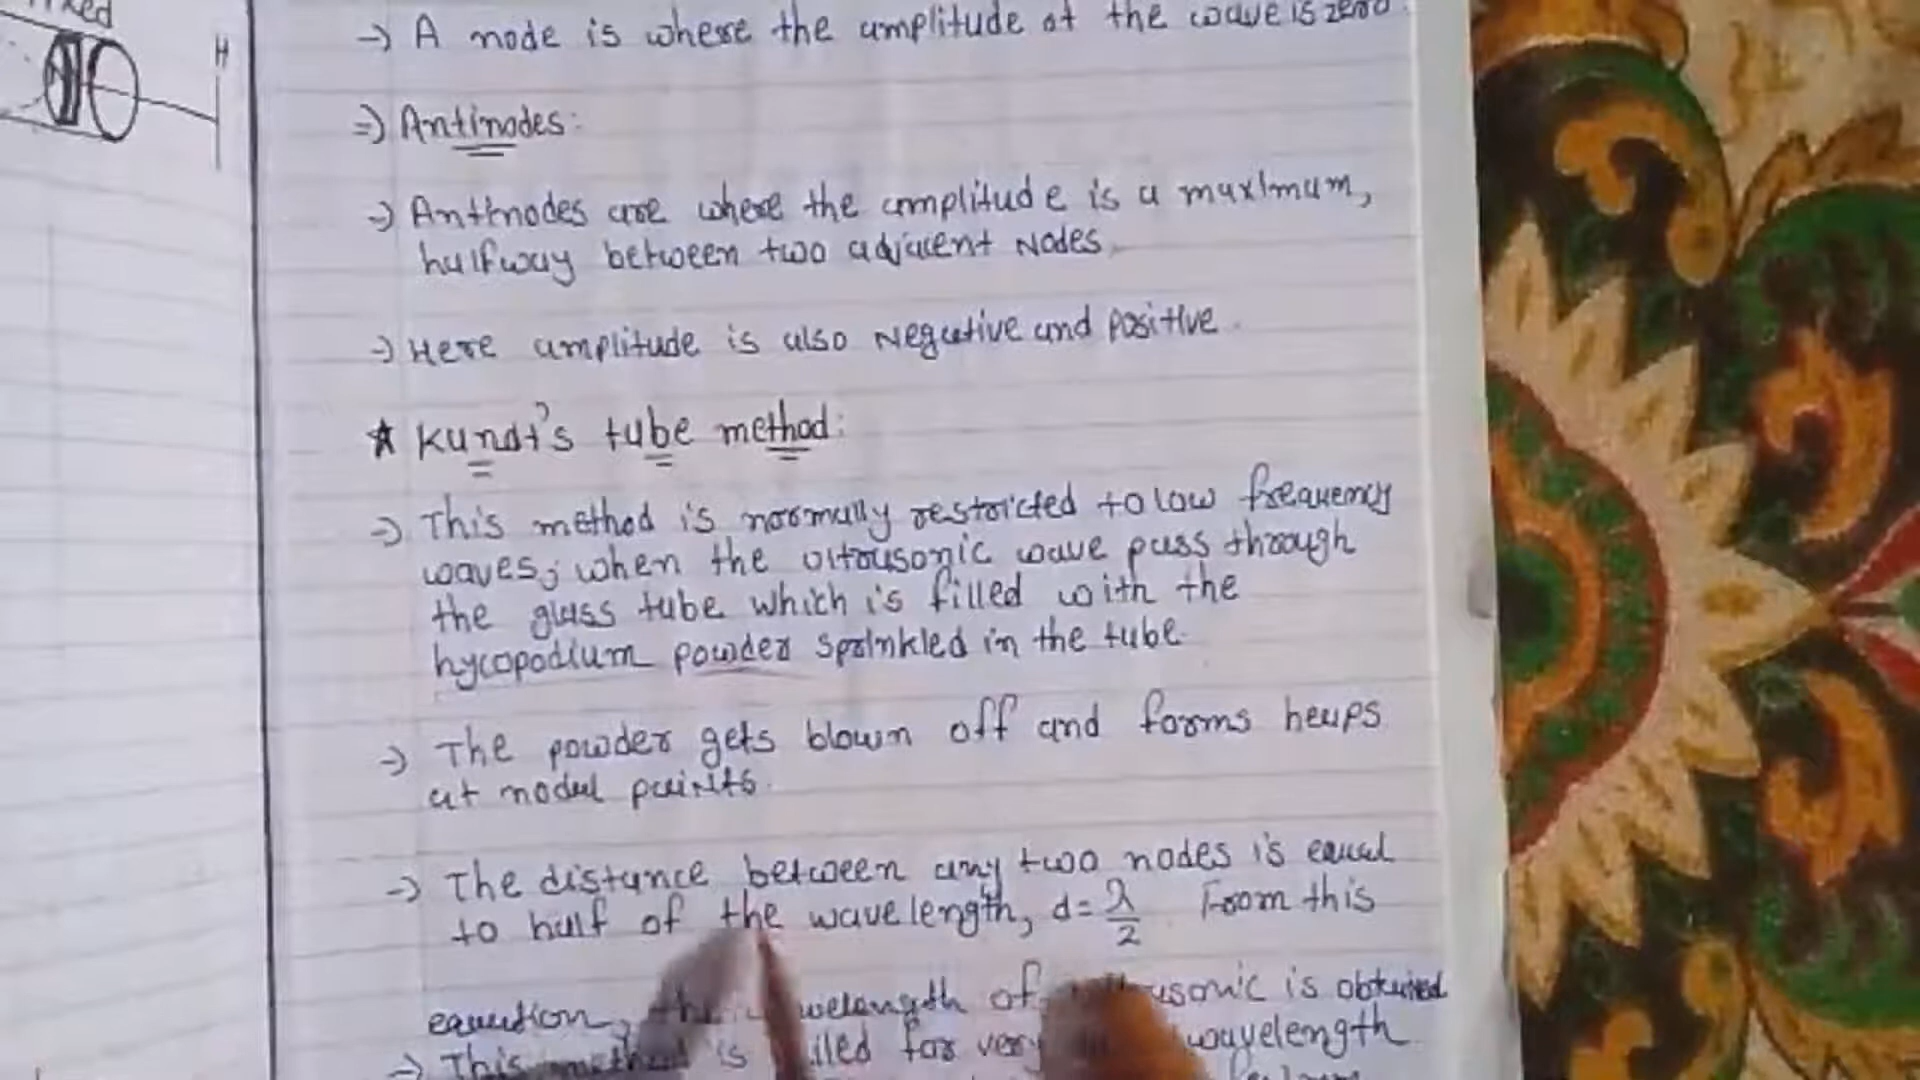 H
→ A node is where the amplitude of the wave is zero.
⇒ Antinodes:
→ Antinodes are where the amplitude is a maximum,
halfway between two adjacent Nodes.
→ Here amplitude is also Negative and Positive.
★ Kundt's tube method:
→ This method is normally restricted to low frequency
waves; when the ultrasonic wave pass through
the glass tube which is filled with the
hycopodium powder sprinkled in the tube.
→ The powder gets blown off and forms heaps
at nodal points.
→ The distance between any two nodes is equal
to half of the wavelength, d = λ/2 From this
equation, the of is obtained
→ This method is for very wavelength